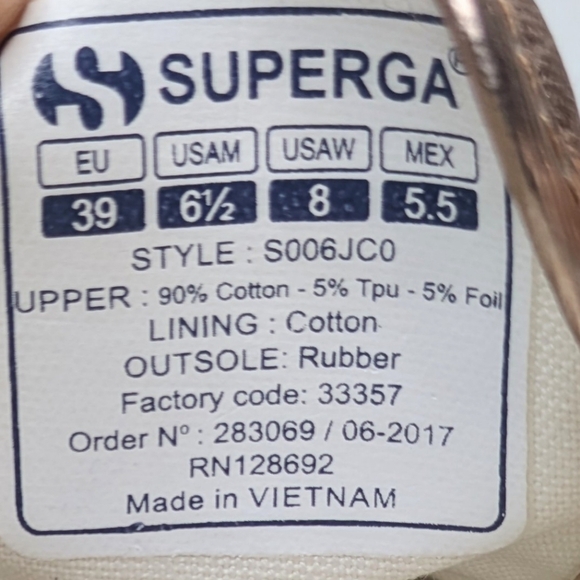 SUPERGA®
EU USAM USAW MEX
39 6½ 8 5.5
STYLE : S006JC0
UPPER : 90% Cotton - 5% Tpu - 5% Foil
LINING : Cotton
OUTSOLE: Rubber
Factory code: 33357
Order Nº : 283069 / 06-2017
RN128692
Made in VIETNAM